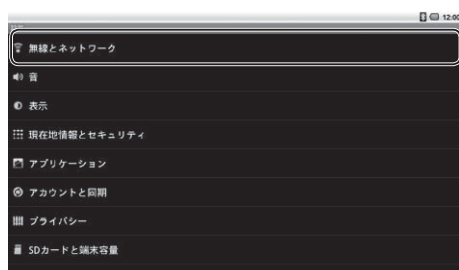 12:00
無線とネットワーク
音
表示
現在地情報とセキュリティ
アプリケーション
アカウントと同期
プライバシー
SDカードと端末容量